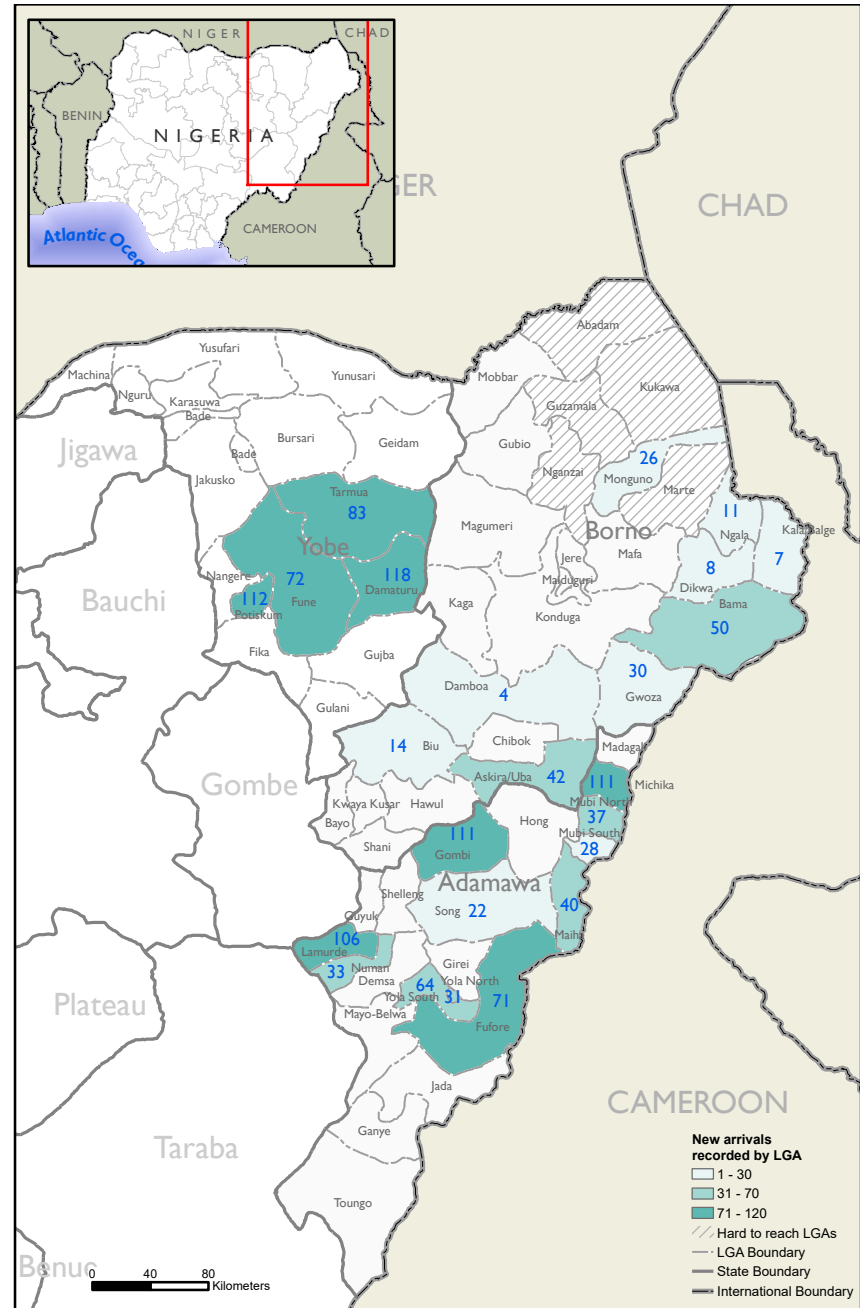 NIGER
CHAD
BENIN
NIGERIA
CAMEROON
Atlantic Ocea
GER
CHAD
Abadam
Yusufari
Machina
Yunusari
Mobbar
Kukawa
Nguru
Karasuwa
Guzamala
Bade
Bursari
Geidam
Gubio
Jigawa
Bade
26
Nganzai
Monguno
Jakusko
Tarmua
Marte
83
11
Magumeri
Borno
Kala/Balge
Yobe
Jere
Mafa
Ngala
Nangere
72
118
Maiduguri
8
7
Bauchi
112
Fune
Damaturu
Dikwa
Potiskum
Kaga
Konduga
Bama
50
Fika
Gujba
30
Damboa
4
Gwoza
Gulani
14
Biu
Chibok
Madagali
Gombe
Askira/Uba
42
111
Michika
Kwaya Kusar
Hawul
Mubi North
Bayo
111
Hong
37
Shani
Gombi
Mubi South
28
Adamawa
Shelleng
Song
22
40
Guyuk
106
Maiha
Lamurde
33
Numan
Girei
Demsa
64
Yola North
Yola South
31
71
Plateau
Mayo-Belwa
Fufore
Jada
CAMEROON
Ganye
Taraba
Toungo
Benue
New arrivals
recorded by LGA
1 - 30
31 - 70
71 - 120
Hard to reach LGAs
LGA Boundary
State Boundary
International Boundary
0 40 80
Kilometers